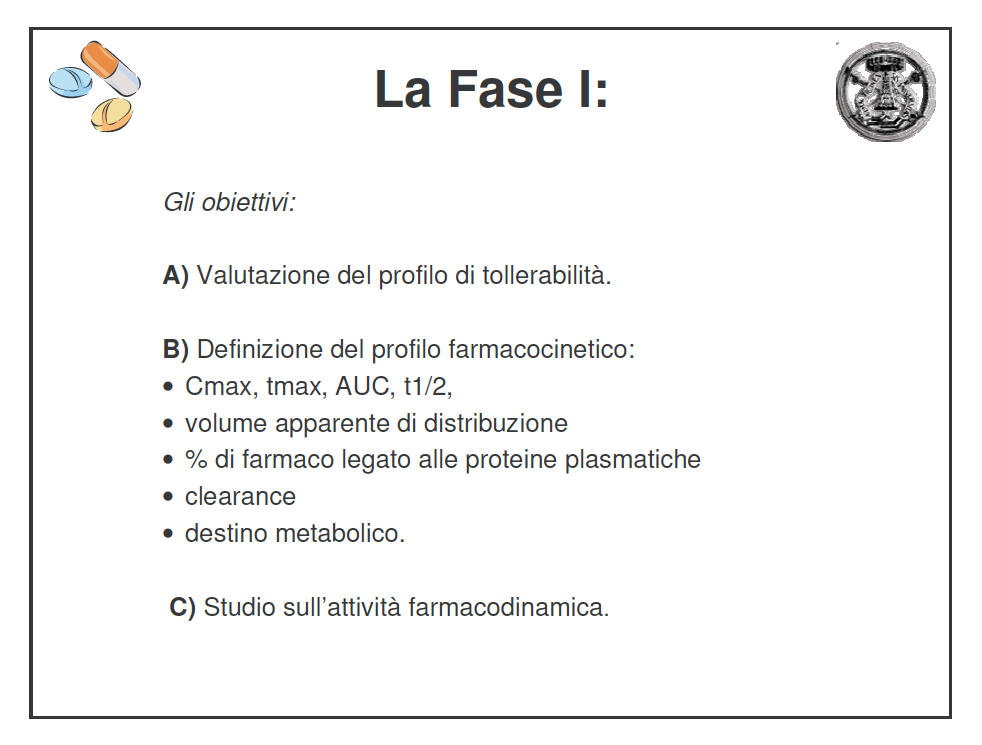 La Fase I:
Gli obiettivi:
A) Valutazione del profilo di tollerabilità.
B) Definizione del profilo farmacocinetico:
• Cmax, tmax, AUC, t1/2,
• volume apparente di distribuzione
• % di farmaco legato alle proteine plasmatiche
• clearance
• destino metabolico.
C) Studio sull'attività farmacodinamica.